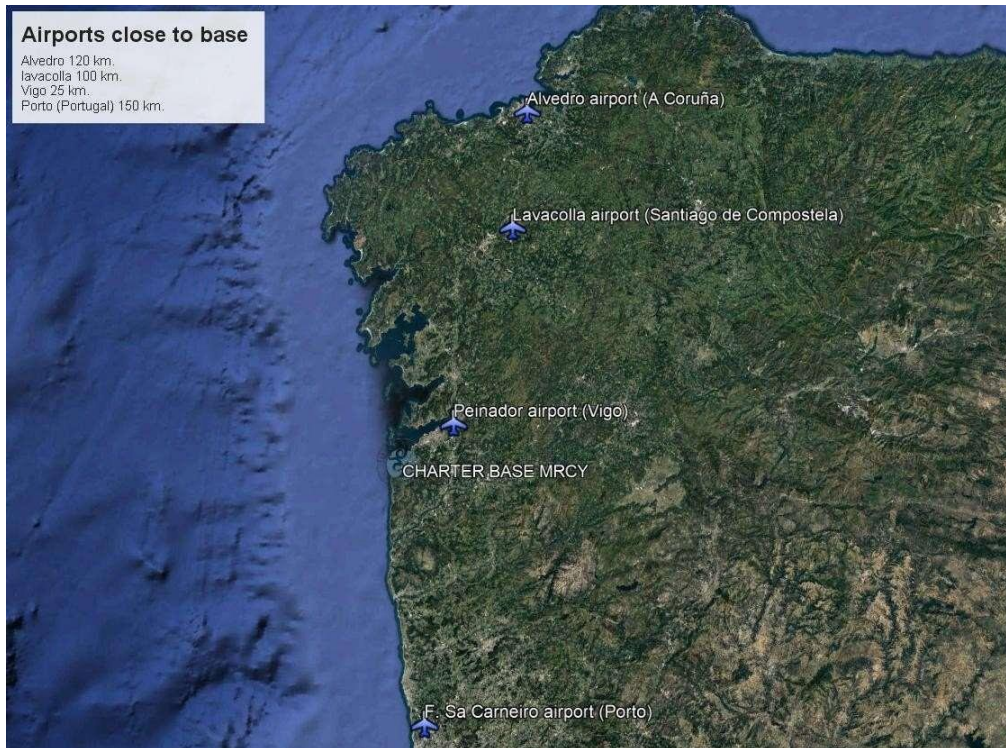 Airports close to base
Alvedro 120 km.
lavacolla 100 km.
Vigo 25 km.
Porto (Portugal) 150 km.
Alvedro airport (A Coruña)
Lavacolla airport (Santiago de Compostela)
Peinador airport (Vigo)
CHARTER BASE MRCY
F. Sa Carneiro airport (Porto)